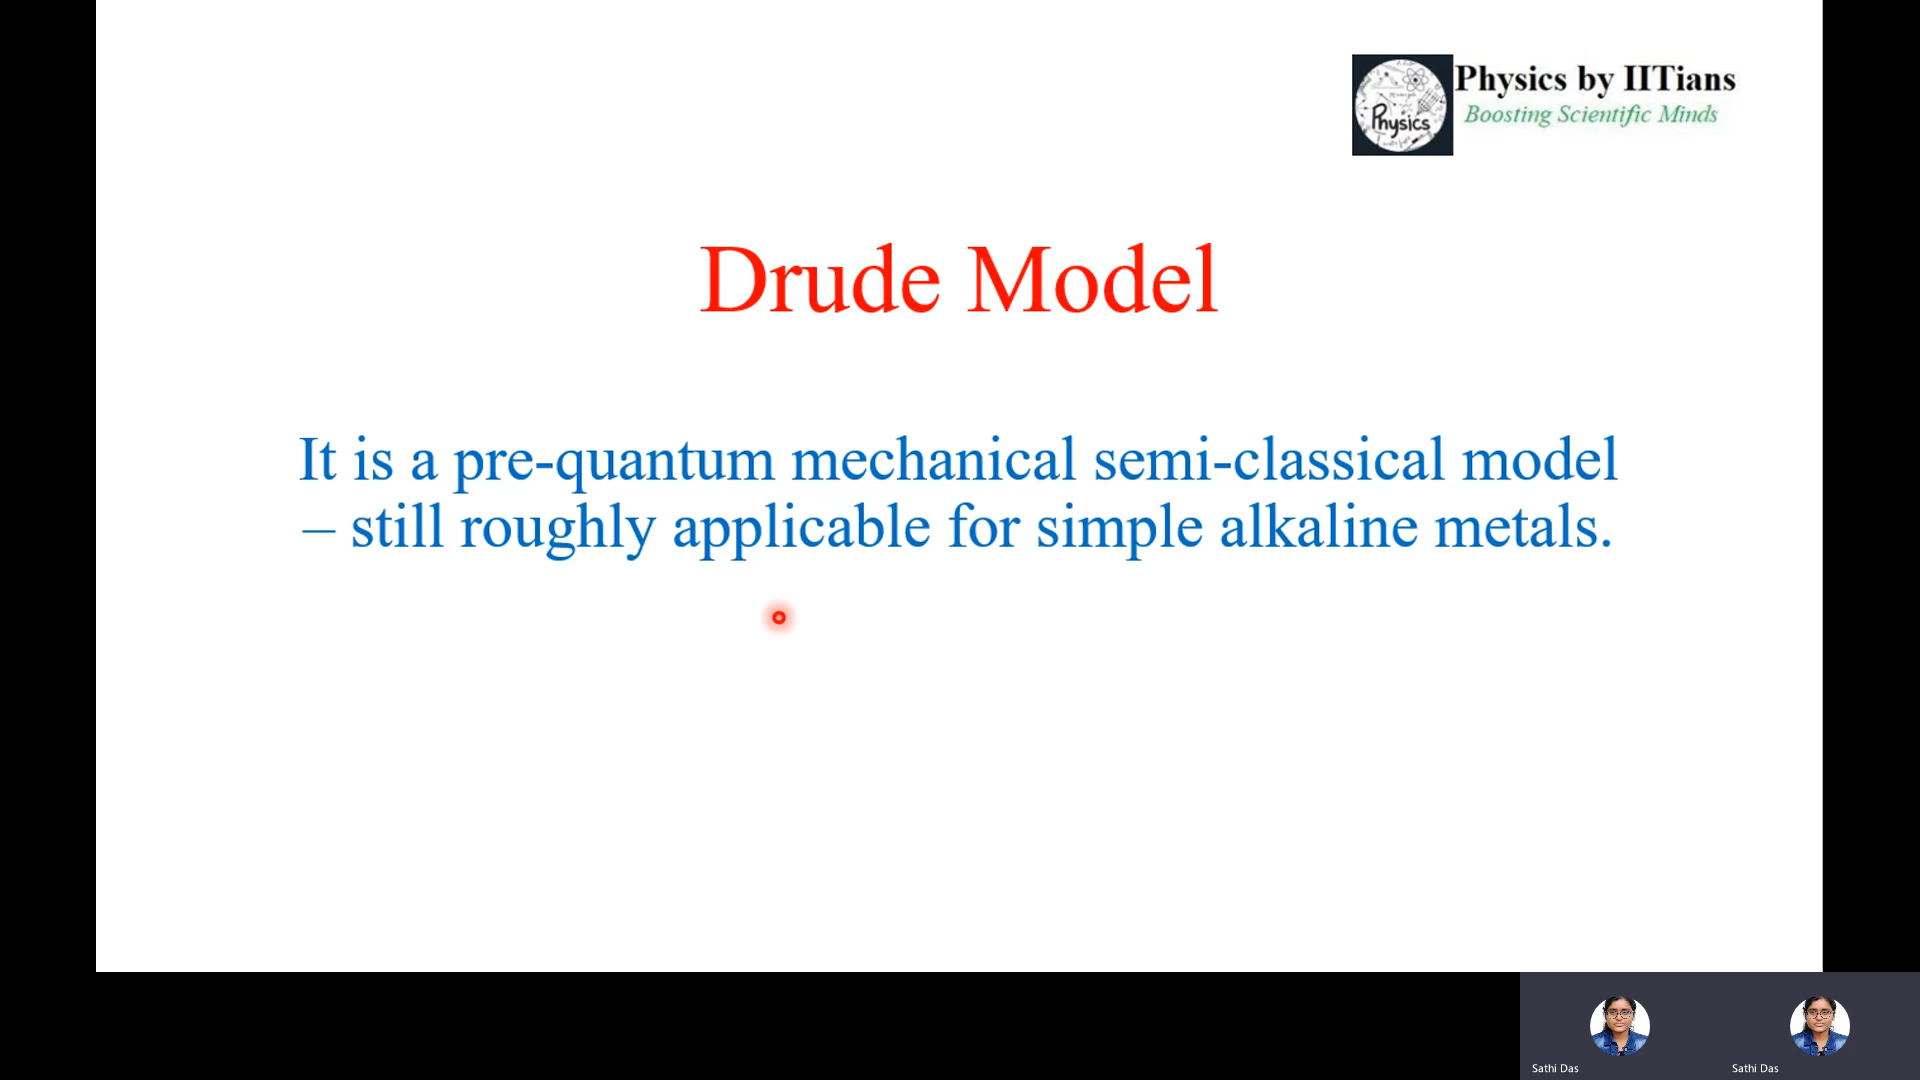 Physics by IITians
Boosting Scientific Minds
Physics
Drude Model
It is a pre-quantum mechanical semi-classical model
– still roughly applicable for simple alkaline metals.
Sathi Das
Sathi Das